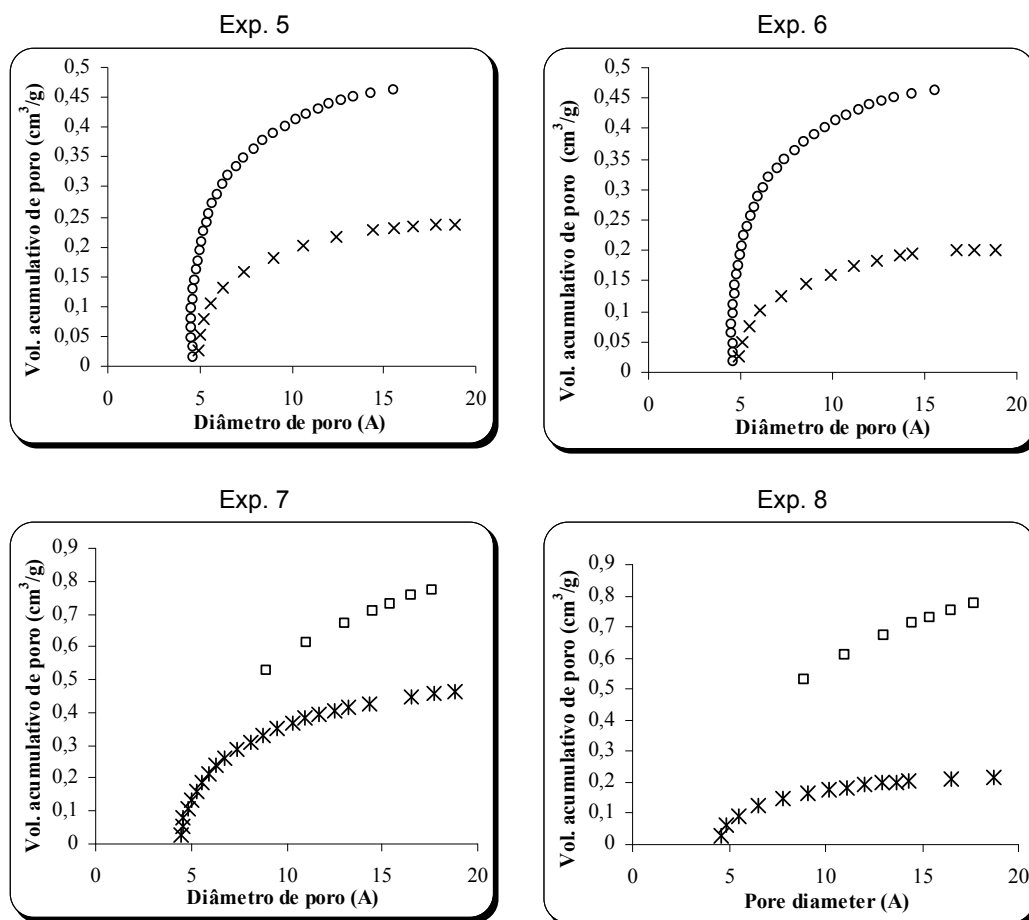 Exp. 5
Vol. acumulativo de poro (cm³/g)
0,5
0,45
0,4
0,35
0,3
0,25
0,2
0,15
0,1
0,05
0
0 5 10 15 20
Diâmetro de poro (A)
Exp. 6
Vol. acumulativo de poro (cm³/g)
0,5
0,45
0,4
0,35
0,3
0,25
0,2
0,15
0,1
0,05
0
0 5 10 15 20
Diâmetro de poro (A)
Exp. 7
Vol. acumulativo de poro (cm³/g)
0,9
0,8
0,7
0,6
0,5
0,4
0,3
0,2
0,1
0
0 5 10 15 20
Diâmetro de poro (A)
Exp. 8
Vol. acumulativo de poro (cm³/g)
0,9
0,8
0,7
0,6
0,5
0,4
0,3
0,2
0,1
0
0 5 10 15 20
Pore diameter (A)